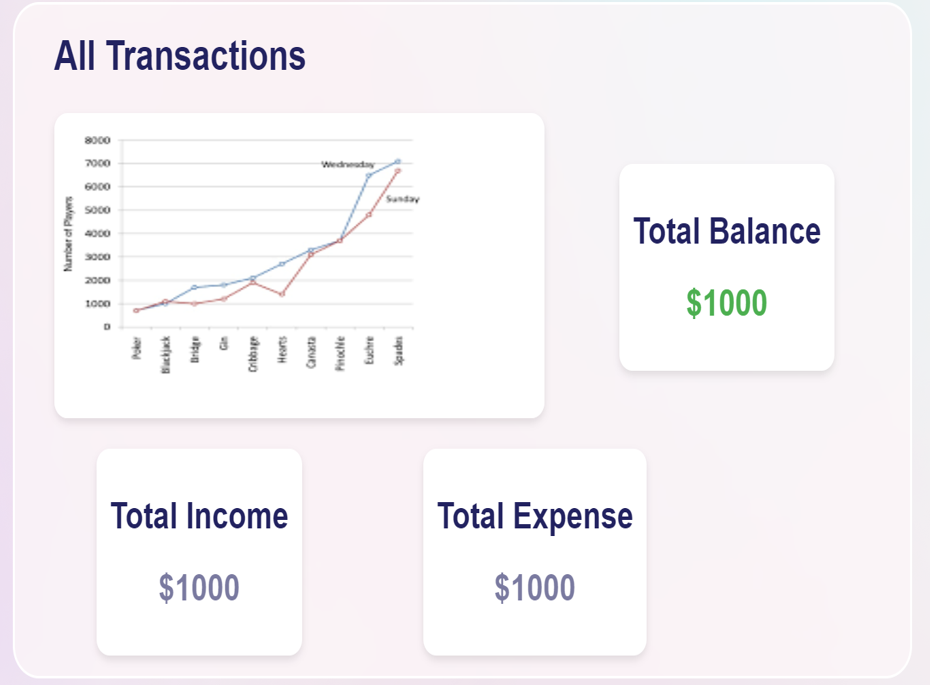 All Transactions
8000
7000
6000
5000
4000
3000
2000
1000
0
Number of Players
Wednesday
Sunday
Poker
Blackjack
Bridge
Gin
Cribbage
Hearts
Canasta
Pinochle
Euchre
Spades
Total Balance
$1000
Total Income
$1000
Total Expense
$1000